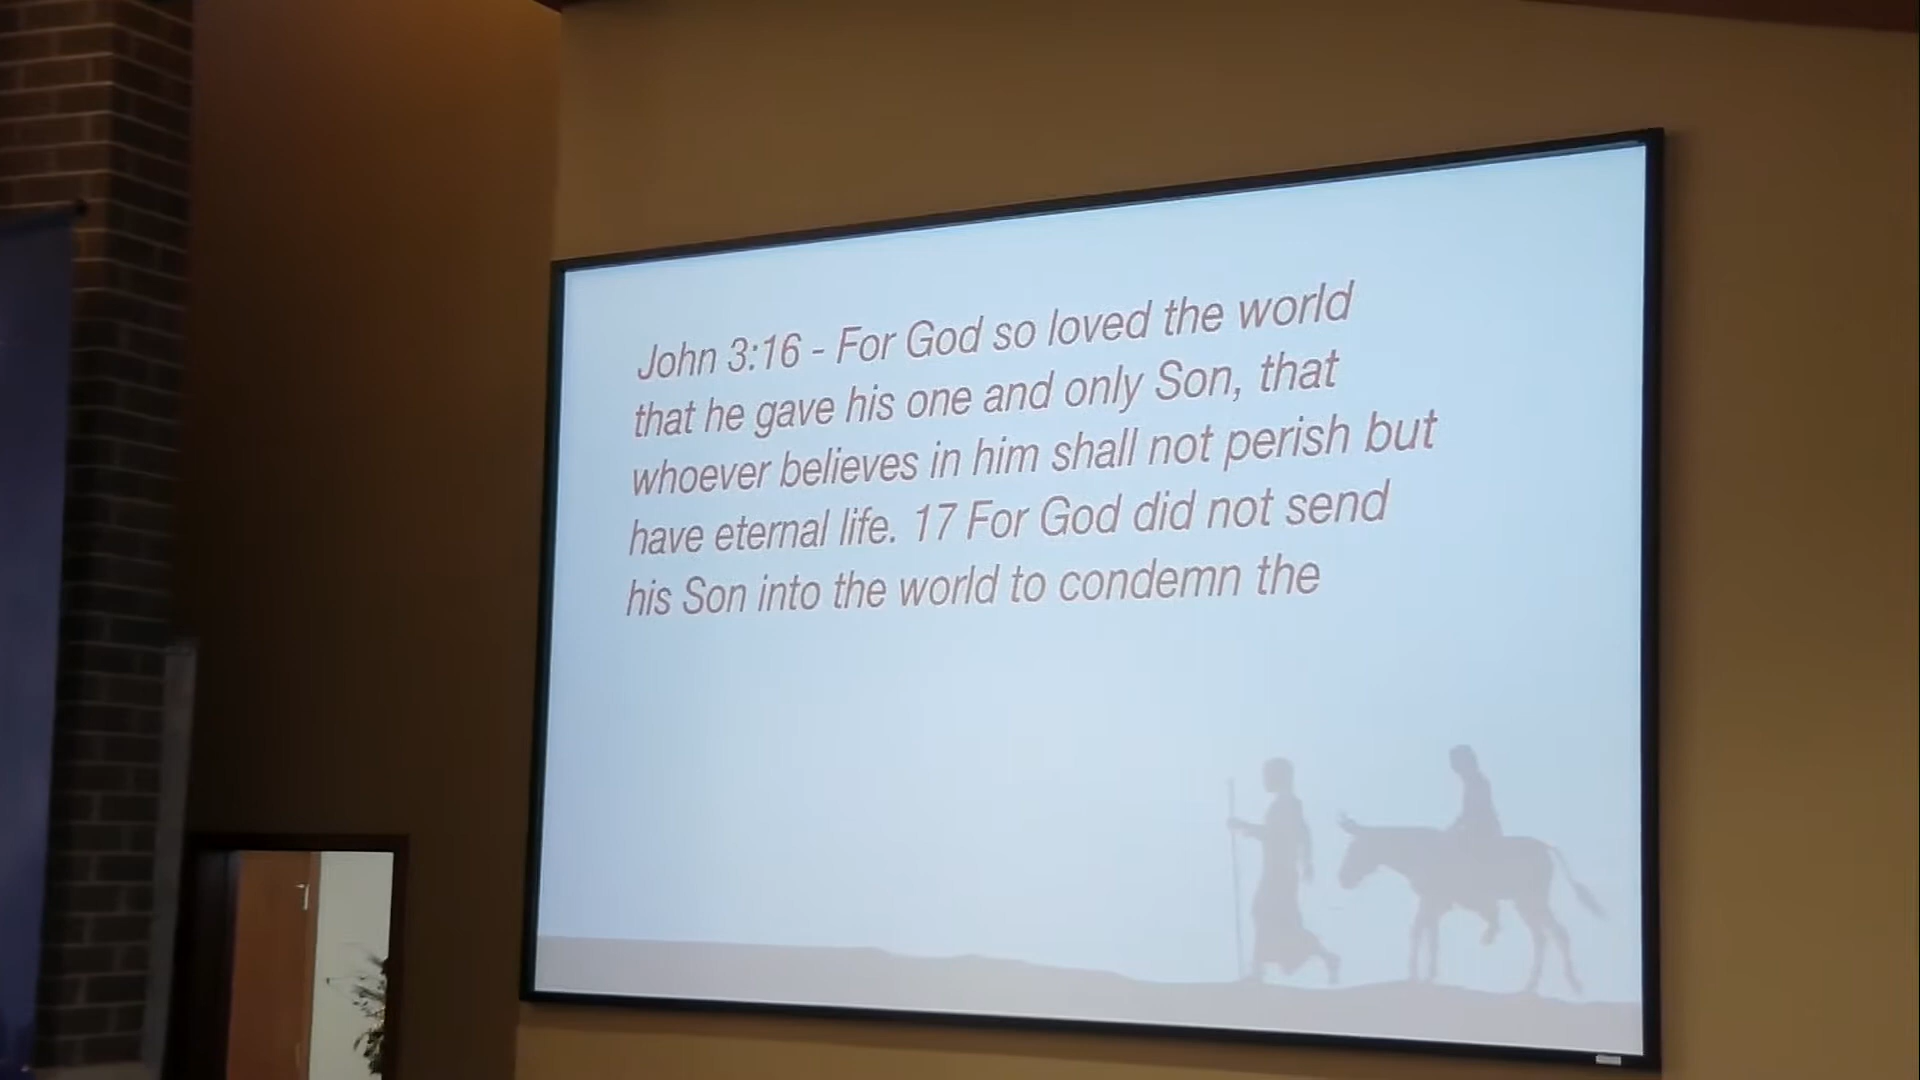 John 3:16 - For God so loved the world
that he gave his one and only Son, that
whoever believes in him shall not perish but
have eternal life. 17 For God did not send
his Son into the world to condemn the